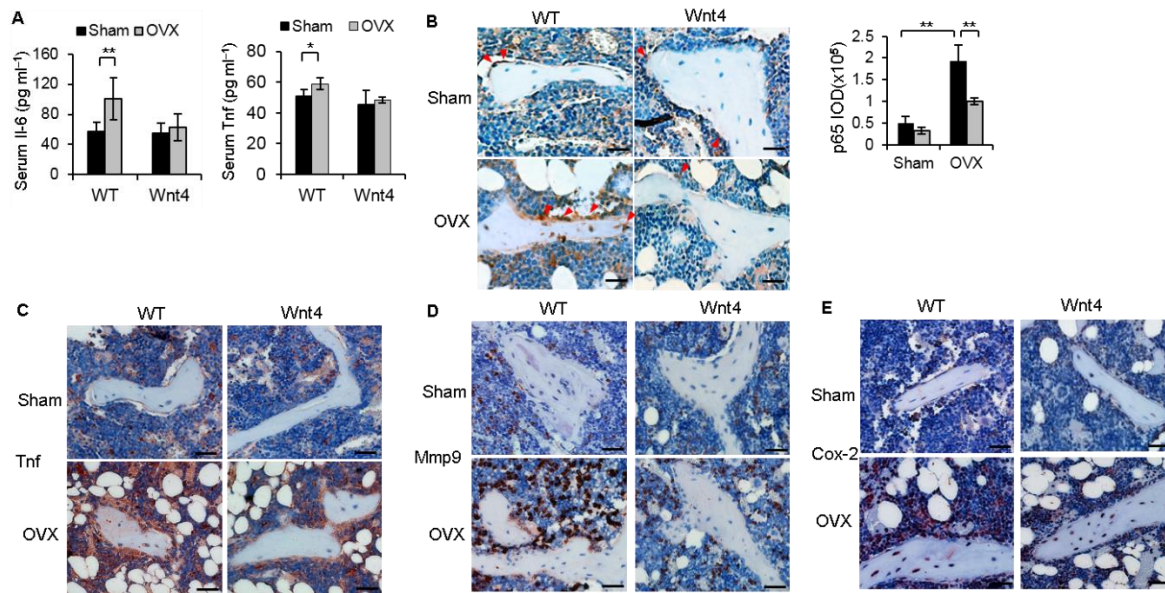 A
Sham OVX
Serum Il-6 (pg ml⁻¹)
160
120
80
40
0
**
WT Wnt4
Sham OVX
Serum Tnf (pg ml⁻¹)
80
60
40
20
0
*
WT Wnt4
B
WT Wnt4
Sham
OVX
p65 IOD(x10⁵)
2.5
2
1.5
1
0.5
0
** **
Sham OVX
C
WT Wnt4
Sham
Tnf
OVX
D
WT Wnt4
Sham
Mmp9
OVX
E
WT Wnt4
Sham
Cox-2
OVX